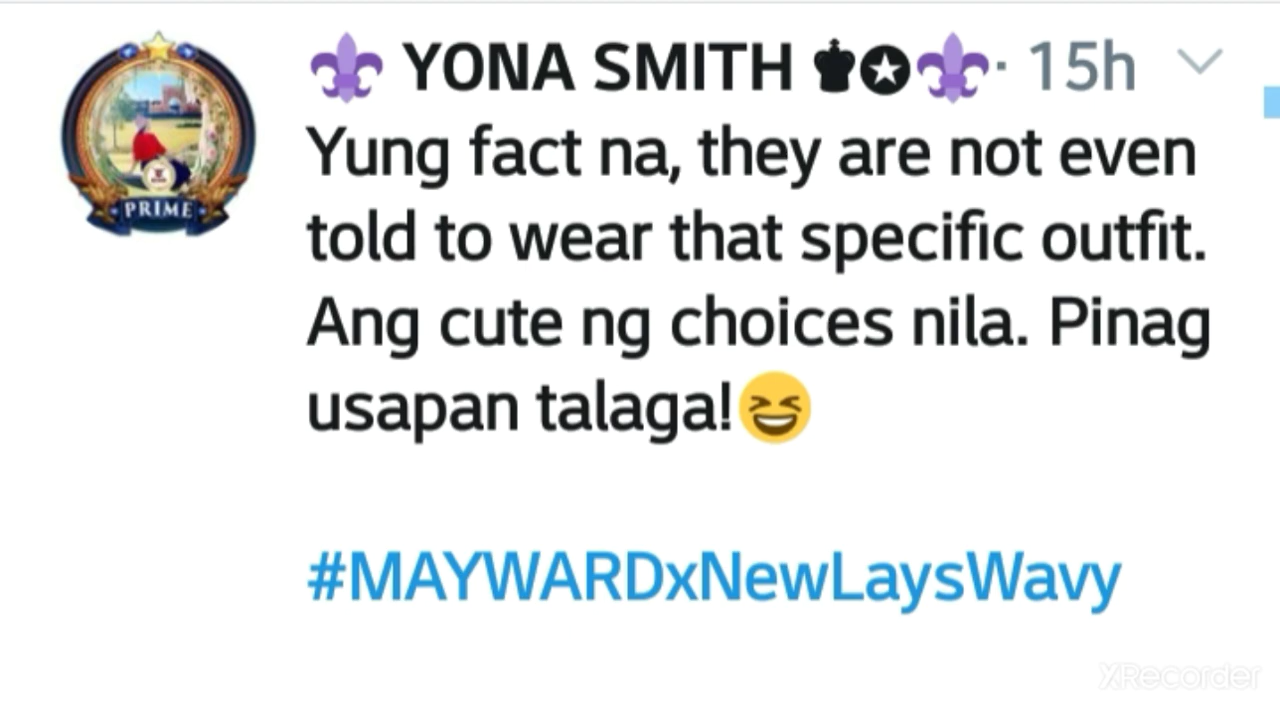 ⚜ YONA SMITH ♚✪⚜· 15h
Yung fact na, they are not even
told to wear that specific outfit.
Ang cute ng choices nila. Pinag
usapan talaga!😆
#MAYWARDxNewLaysWavy
PRIME
XRecorder